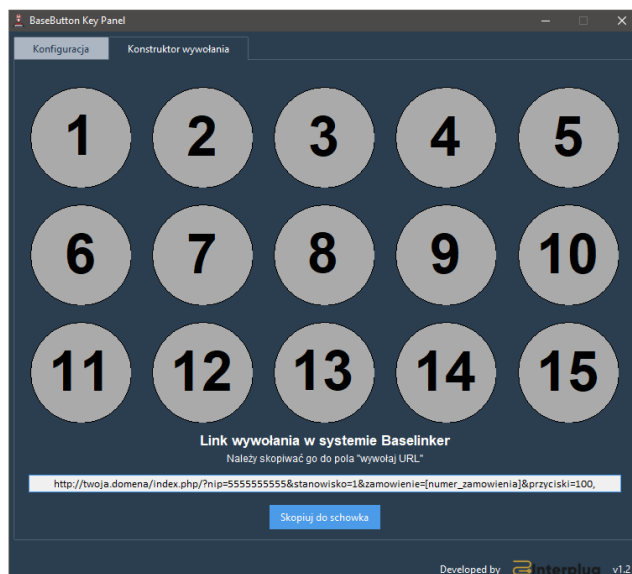 BaseButton Key Panel
Konfiguracja Konstruktor wywołania
1 2 3 4 5
6 7 8 9 10
11 12 13 14 15
Link wywołania w systemie Baselinker
Należy skopiwać go do pola "wywołaj URL"
http://twoja.domena/index.php/?nip=5555555555&stanowisko=1&zamowienie=[numer_zamowienia]&przyciski=100,
Skopiuj do schowka
Developed by interplug v1.2